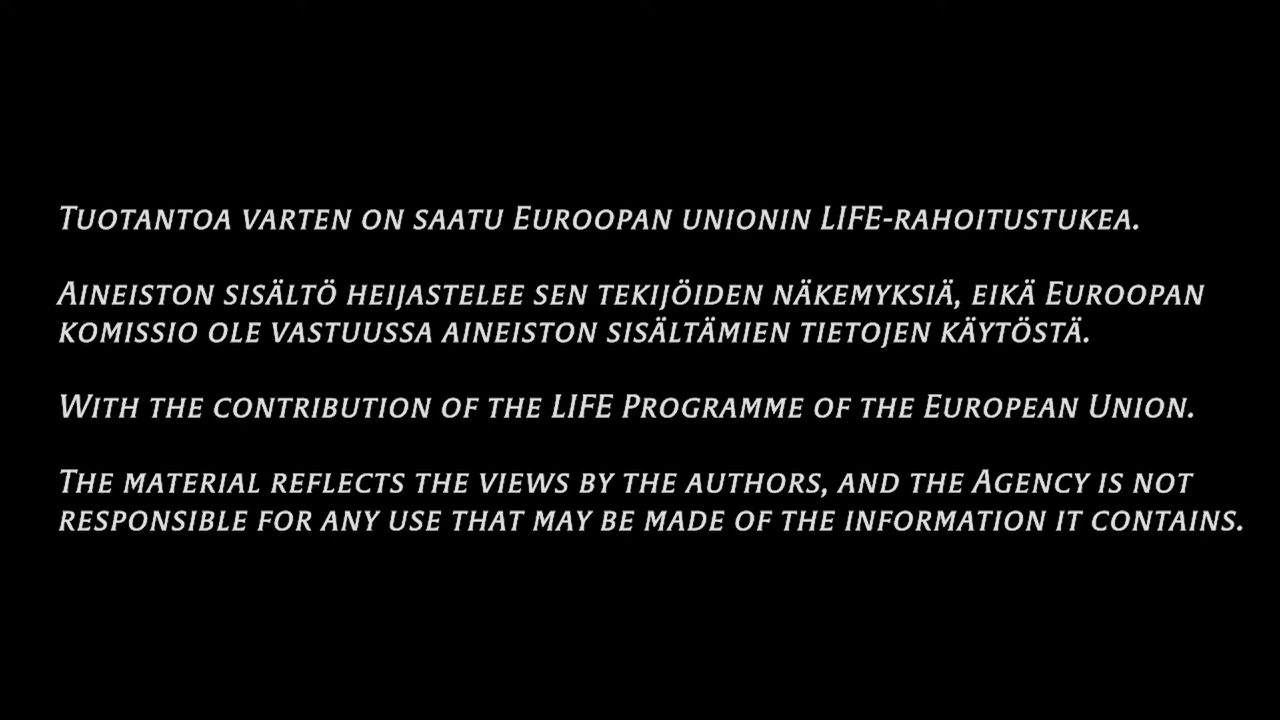 Tuotantoa varten on saatu Euroopan unionin LIFE-rahoitustukea.
Aineiston sisältö heijastelee sen tekijöiden näkemyksiä, eikä Euroopan
komissio ole vastuussa aineiston sisältämien tietojen käytöstä.
With the contribution of the LIFE Programme of the European Union.
The material reflects the views by the authors, and the Agency is not
responsible for any use that may be made of the information it contains.